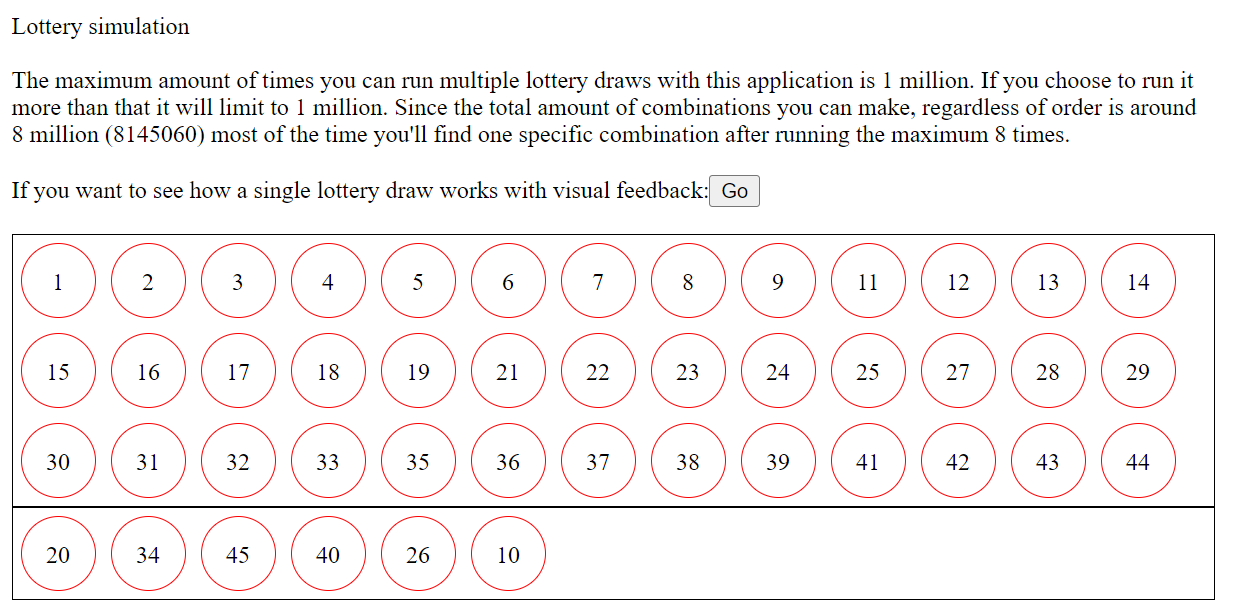 Lottery simulation
The maximum amount of times you can run multiple lottery draws with this application is 1 million. If you choose to run it
more than that it will limit to 1 million. Since the total amount of combinations you can make, regardless of order is around
8 million (8145060) most of the time you'll find one specific combination after running the maximum 8 times.
If you want to see how a single lottery draw works with visual feedback: Go
1 2 3 4 5 6 7 8 9 11 12 13 14
15 16 17 18 19 21 22 23 24 25 27 28 29
30 31 32 33 35 36 37 38 39 41 42 43 44
20 34 45 40 26 10